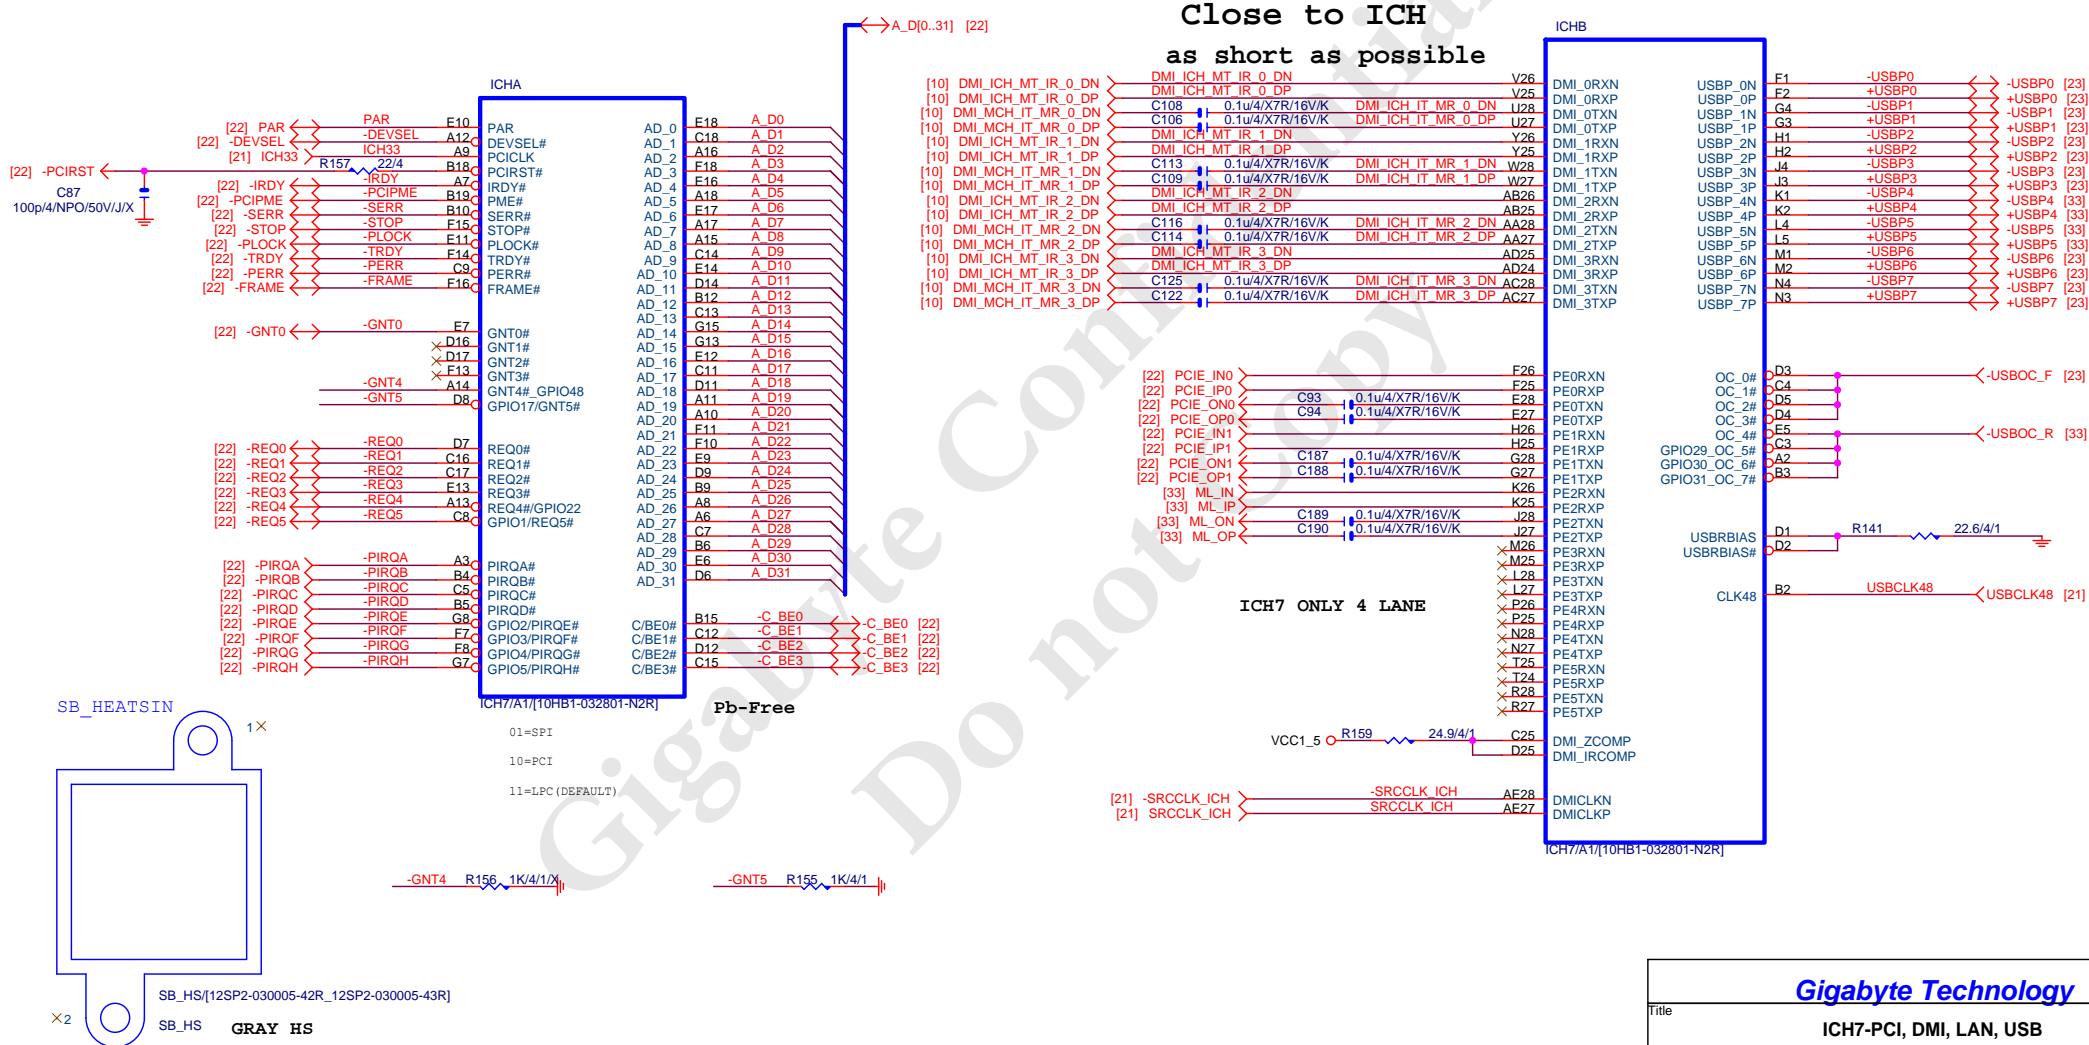 Close to ICH
as short as possible
Gigabyte Confidential
Do not Copy
A_D[0..31] [22]
ICHA
[22] PAR PAR E10 PAR AD_0 E18 A_D0
[22] -DEVSEL -DEVSEL A12 DEVSEL# AD_1 C18 A_D1
[21] ICH33 ICH33 A9 PCICLK AD_2 A16 A_D2
[22] -PCIRST R157 22/4 B18 PCIRST# AD_3 F18 A_D3
C87
100p/4/NPO/50V/J/X
[22] -IRDY -IRDY A7 IRDY# AD_4 E16 A_D4
[22] -PCIPME -PCIPME B19 PME# AD_5 A18 A_D5
[22] -SERR -SERR B10 SERR# AD_6 E17 A_D6
[22] -STOP -STOP F15 STOP# AD_7 A17 A_D7
[22] -PLOCK -PLOCK E11 PLOCK# AD_8 A15 A_D8
[22] -TRDY -TRDY F14 TRDY# AD_9 C14 A_D9
[22] -PERR -PERR C9 PERR# AD_10 E14 A_D10
[22] -FRAME -FRAME F16 FRAME# AD_11 D14 A_D11
AD_12 B12 A_D12
AD_13 C13 A_D13
[22] -GNT0 -GNT0 E7 GNT0# AD_14 G15 A_D14
D16 GNT1# AD_15 G13 A_D15
D17 GNT2# AD_16 E12 A_D16
F13 GNT3# AD_17 C11 A_D17
-GNT4 A14 GNT4#_GPIO48 AD_18 D11 A_D18
-GNT5 D8 GPIO17/GNT5# AD_19 A11 A_D19
AD_20 A10 A_D20
AD_21 F11 A_D21
[22] -REQ0 -REQ0 D7 REQ0# AD_22 F10 A_D22
[22] -REQ1 -REQ1 C16 REQ1# AD_23 E9 A_D23
[22] -REQ2 -REQ2 C17 REQ2# AD_24 D9 A_D24
[22] -REQ3 -REQ3 E13 REQ3# AD_25 B9 A_D25
[22] -REQ4 -REQ4 A13 REQ4#/GPIO22 AD_26 A8 A_D26
[22] -REQ5 -REQ5 C8 GPIO1/REQ5# AD_27 A6 A_D27
AD_28 C7 A_D28
AD_29 B6 A_D29
[22] -PIRQA -PIRQA A3 PIRQA# AD_30 E6 A_D30
[22] -PIRQB -PIRQB B4 PIRQB# AD_31 D6 A_D31
[22] -PIRQC -PIRQC C5 PIRQC#
[22] -PIRQD -PIRQD B5 PIRQD#
[22] -PIRQE -PIRQE G8 GPIO2/PIRQE# C/BE0# B15 -C_BE0 -C_BE0 [22]
[22] -PIRQF -PIRQF F7 GPIO3/PIRQF# C/BE1# C12 -C_BE1 -C_BE1 [22]
[22] -PIRQG -PIRQG F8 GPIO4/PIRQG# C/BE2# D12 -C_BE2 -C_BE2 [22]
[22] -PIRQH -PIRQH G7 GPIO5/PIRQH# C/BE3# C15 -C_BE3 -C_BE3 [22]
ICH7/A1/[10HB1-032801-N2R]
Pb-Free
01=SPI
10=PCI
11=LPC(DEFAULT)
-GNT4 R156 1K/4/1/X
-GNT5 R155 1K/4/1
SB_HEATSIN
1
2
SB_HS/[12SP2-030005-42R_12SP2-030005-43R]
SB_HS GRAY HS
ICHB
[10] DMI_ICH_MT_IR_0_DN DMI_ICH_MT_IR_0_DN V26 DMI_0RXN USBP_0N F1 -USBP0 -USBP0 [23]
[10] DMI_ICH_MT_IR_0_DP DMI_ICH_MT_IR_0_DP V25 DMI_0RXP USBP_0P F2 +USBP0 +USBP0 [23]
[10] DMI_MCH_IT_MR_0_DN C108 0.1u/4/X7R/16V/K DMI_ICH_IT_MR_0_DN U28 DMI_0TXN USBP_1N G4 -USBP1 -USBP1 [23]
[10] DMI_MCH_IT_MR_0_DP C106 0.1u/4/X7R/16V/K DMI_ICH_IT_MR_0_DP U27 DMI_0TXP USBP_1P G3 +USBP1 +USBP1 [23]
[10] DMI_ICH_MT_IR_1_DN DMI_ICH_MT_IR_1_DN Y26 DMI_1RXN USBP_2N H1 -USBP2 -USBP2 [23]
[10] DMI_ICH_MT_IR_1_DP DMI_ICH_MT_IR_1_DP Y25 DMI_1RXP USBP_2P H2 +USBP2 +USBP2 [23]
[10] DMI_MCH_IT_MR_1_DN C113 0.1u/4/X7R/16V/K DMI_ICH_IT_MR_1_DN W28 DMI_1TXN USBP_3N J4 -USBP3 -USBP3 [23]
[10] DMI_MCH_IT_MR_1_DP C109 0.1u/4/X7R/16V/K DMI_ICH_IT_MR_1_DP W27 DMI_1TXP USBP_3P J3 +USBP3 +USBP3 [23]
[10] DMI_ICH_MT_IR_2_DN DMI_ICH_MT_IR_2_DN AB26 DMI_2RXN USBP_4N K1 -USBP4 -USBP4 [33]
[10] DMI_ICH_MT_IR_2_DP DMI_ICH_MT_IR_2_DP AB25 DMI_2RXP USBP_4P K2 +USBP4 +USBP4 [33]
[10] DMI_MCH_IT_MR_2_DN C116 0.1u/4/X7R/16V/K DMI_ICH_IT_MR_2_DN AA28 DMI_2TXN USBP_5N L4 -USBP5 -USBP5 [33]
[10] DMI_MCH_IT_MR_2_DP C114 0.1u/4/X7R/16V/K DMI_ICH_IT_MR_2_DP AA27 DMI_2TXP USBP_5P L5 +USBP5 +USBP5 [33]
[10] DMI_ICH_MT_IR_3_DN DMI_ICH_MT_IR_3_DN AD25 DMI_3RXN USBP_6N M1 -USBP6 -USBP6 [23]
[10] DMI_ICH_MT_IR_3_DP DMI_ICH_MT_IR_3_DP AD24 DMI_3RXP USBP_6P M2 +USBP6 +USBP6 [23]
[10] DMI_MCH_IT_MR_3_DN C125 0.1u/4/X7R/16V/K DMI_ICH_IT_MR_3_DN AC28 DMI_3TXN USBP_7N N4 -USBP7 -USBP7 [23]
[10] DMI_MCH_IT_MR_3_DP C122 0.1u/4/X7R/16V/K DMI_ICH_IT_MR_3_DP AC27 DMI_3TXP USBP_7P N3 +USBP7 +USBP7 [23]
[22] PCIE_IN0 F26 PE0RXN OC_0# D3 -USBOC_F [23]
[22] PCIE_IP0 F25 PE0RXP OC_1# C4
[22] PCIE_ON0 C93 0.1u/4/X7R/16V/K E28 PE0TXN OC_2# D5
[22] PCIE_OP0 C94 0.1u/4/X7R/16V/K E27 PE0TXP OC_3# D4
[22] PCIE_IN1 H26 PE1RXN OC_4# E5 -USBOC_R [33]
[22] PCIE_IP1 H25 PE1RXP GPIO29_OC_5# C3
[22] PCIE_ON1 C187 0.1u/4/X7R/16V/K G28 PE1TXN GPIO30_OC_6# A2
[22] PCIE_OP1 C188 0.1u/4/X7R/16V/K G27 PE1TXP GPIO31_OC_7# B3
[33] ML_IN K26 PE2RXN
[33] ML_IP K25 PE2RXP
[33] ML_ON C189 0.1u/4/X7R/16V/K J28 PE2TXN
[33] ML_OP C190 0.1u/4/X7R/16V/K J27 PE2TXP USBRBIAS D1 R141 22.6/4/1
M26 PE3RXN USBRBIAS# D2
M25 PE3RXP
L28 PE3TXN
L27 PE3TXP CLK48 B2 USBCLK48 USBCLK48 [21]
ICH7 ONLY 4 LANE
P26 PE4RXN
P25 PE4RXP
N28 PE4TXN
N27 PE4TXP
T25 PE5RXN
T24 PE5RXP
R28 PE5TXN
R27 PE5TXP
VCC1_5 R159 24.9/4/1 C25 DMI_ZCOMP
D25 DMI_IRCOMP
[21] -SRCCLK_ICH -SRCCLK_ICH AE28 DMICLKN
[21] SRCCLK_ICH SRCCLK_ICH AE27 DMICLKP
ICH7/A1/[10HB1-032801-N2R]
Gigabyte Technology
Title
ICH7-PCI, DMI, LAN, USB